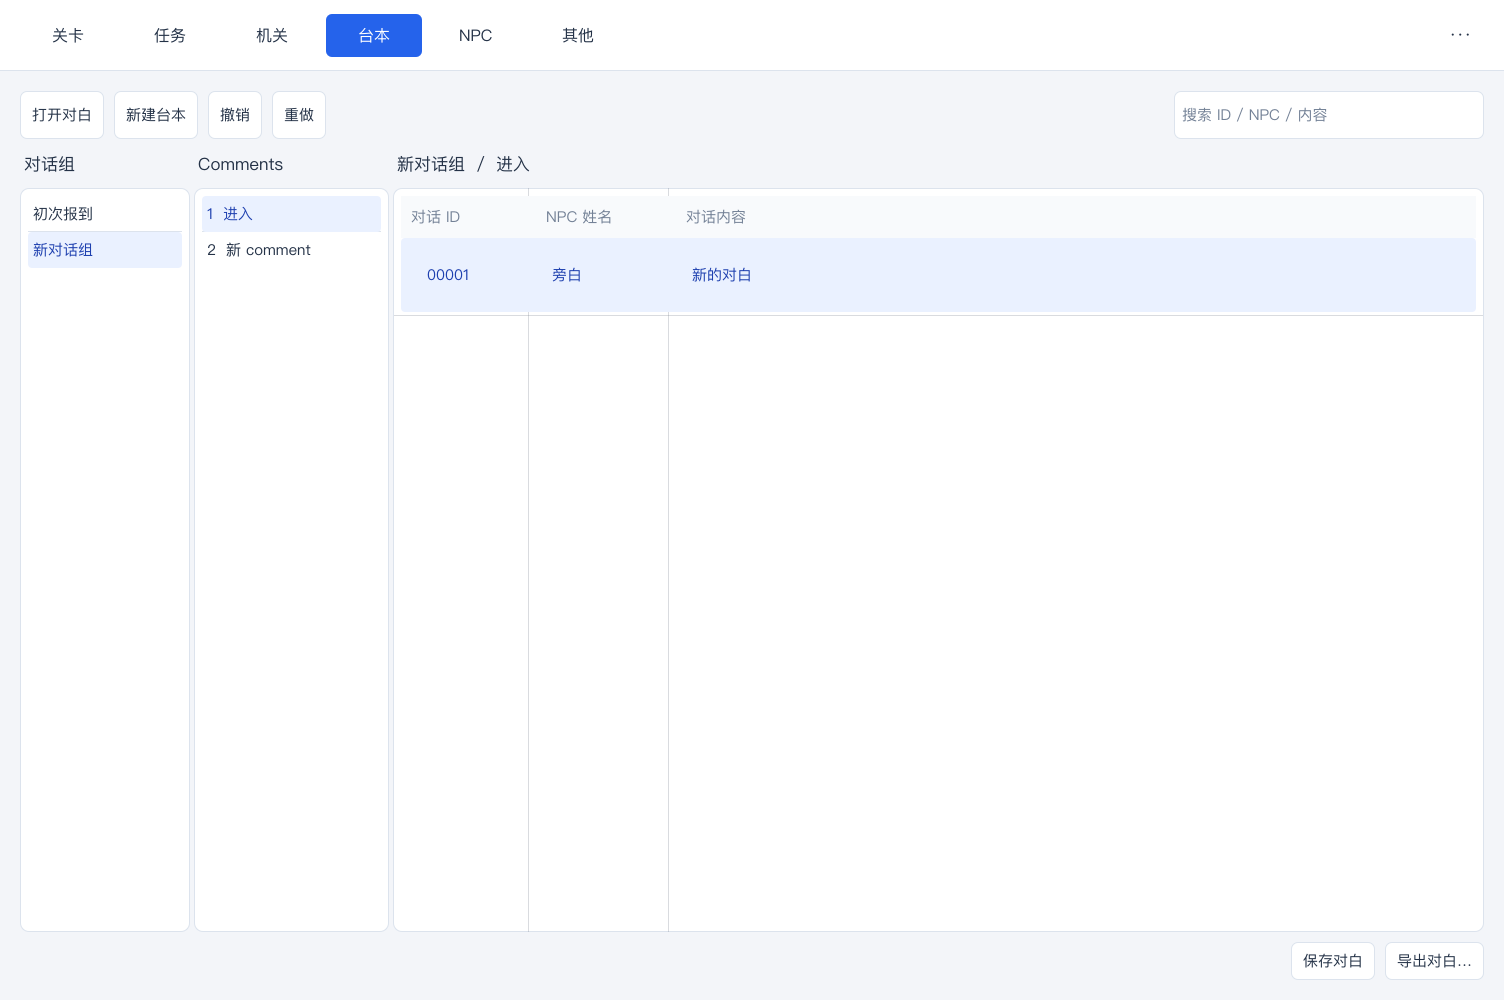 关卡 任务 机关 台本 NPC 其他 ...
打开对白 新建台本 撤销 重做 搜索 ID / NPC / 内容
对话组 Comments 新对话组 / 进入
初次报到 1 进入 对话 ID NPC 姓名 对话内容
新对话组 2 新 comment
00001 旁白 新的对白
保存对白 导出对白...